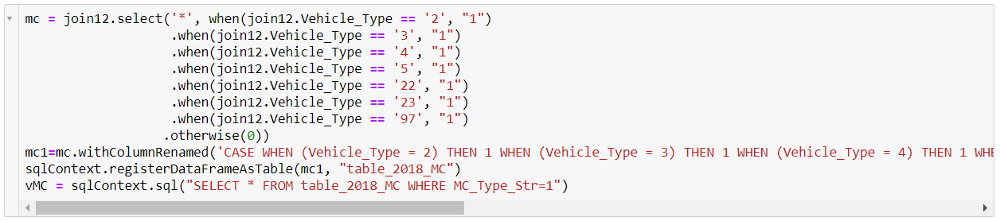 mc = join12.select('*', when(join12.Vehicle_Type == '2', "1")
.when(join12.Vehicle_Type == '3', "1")
.when(join12.Vehicle_Type == '4', "1")
.when(join12.Vehicle_Type == '5', "1")
.when(join12.Vehicle_Type == '22', "1")
.when(join12.Vehicle_Type == '23', "1")
.when(join12.Vehicle_Type == '97', "1")
.otherwise(0))
mc1=mc.withColumnRenamed('CASE WHEN (Vehicle_Type = 2) THEN 1 WHEN (Vehicle_Type = 3) THEN 1 WHEN (Vehicle_Type = 4) THEN 1 WHE
sqlContext.registerDataFrameAsTable(mc1, "table_2018_MC")
vMC = sqlContext.sql("SELECT * FROM table_2018_MC WHERE MC_Type_Str=1")